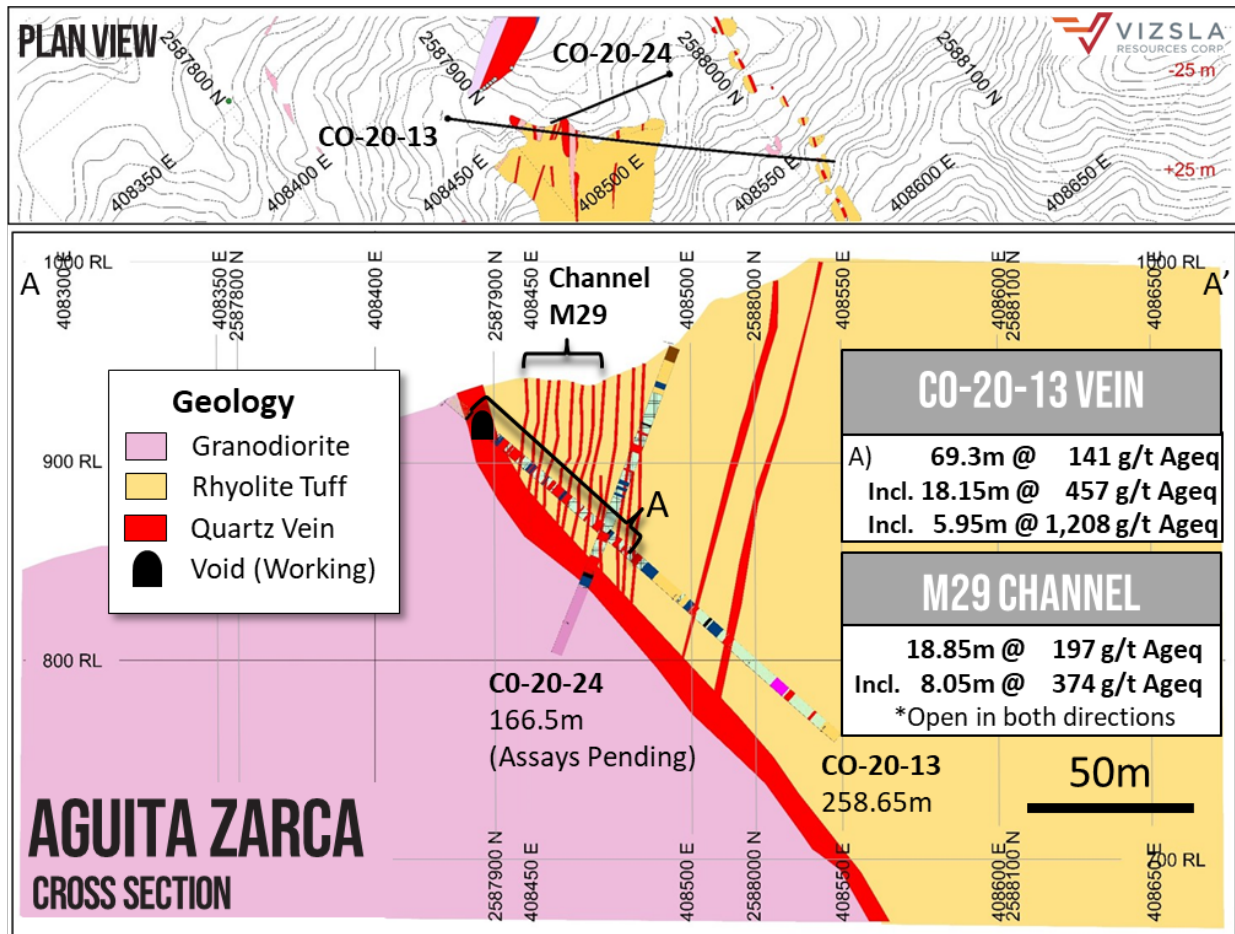 PLAN VIEW
VIZSLA
RESOURCES CORP
2587800 N
2587900 N
CO-20-24
2588000 N
2588100 N
-25 m
CO-20-13
+25 m
408350 E
408400 E
408450 E
408500 E
408550 E
408600 E
408650 E
A
1000 RL
1000 RL
A'
408300E
408350 E
2587800 N
408400 E
2587900 N
408450 E
408500 E
2588000 N
408550 E
408600 E
2588100 N
408650E
Channel
M29
Geology
Granodiorite
Rhyolite Tuff
Quartz Vein
Void (Working)
900 RL
A
C0-20-13 VEIN
A) 69.3m @ 141 g/t Ageq
Incl. 18.15m @ 457 g/t Ageq
Incl. 5.95m @ 1,208 g/t Ageq
M29 CHANNEL
18.85m @ 197 g/t Ageq
Incl. 8.05m @ 374 g/t Ageq
*Open in both directions
800 RL
C0-20-24
166.5m
(Assays Pending)
CO-20-13
258.65m
50m
AGUITA ZARCA
CROSS SECTION
2587900 N
408450 E
408500 E
2588000 N
408550 E
408600 E
2588100 N
408650E
700 RL